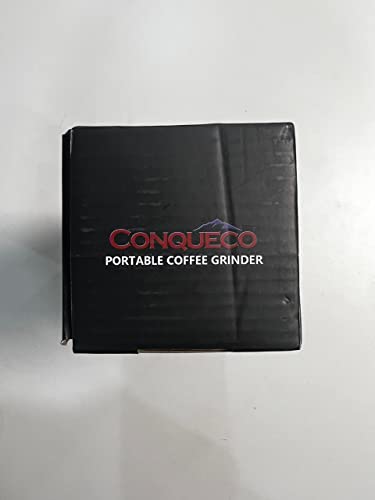 CONQUECO
PORTABLE COFFEE GRINDER